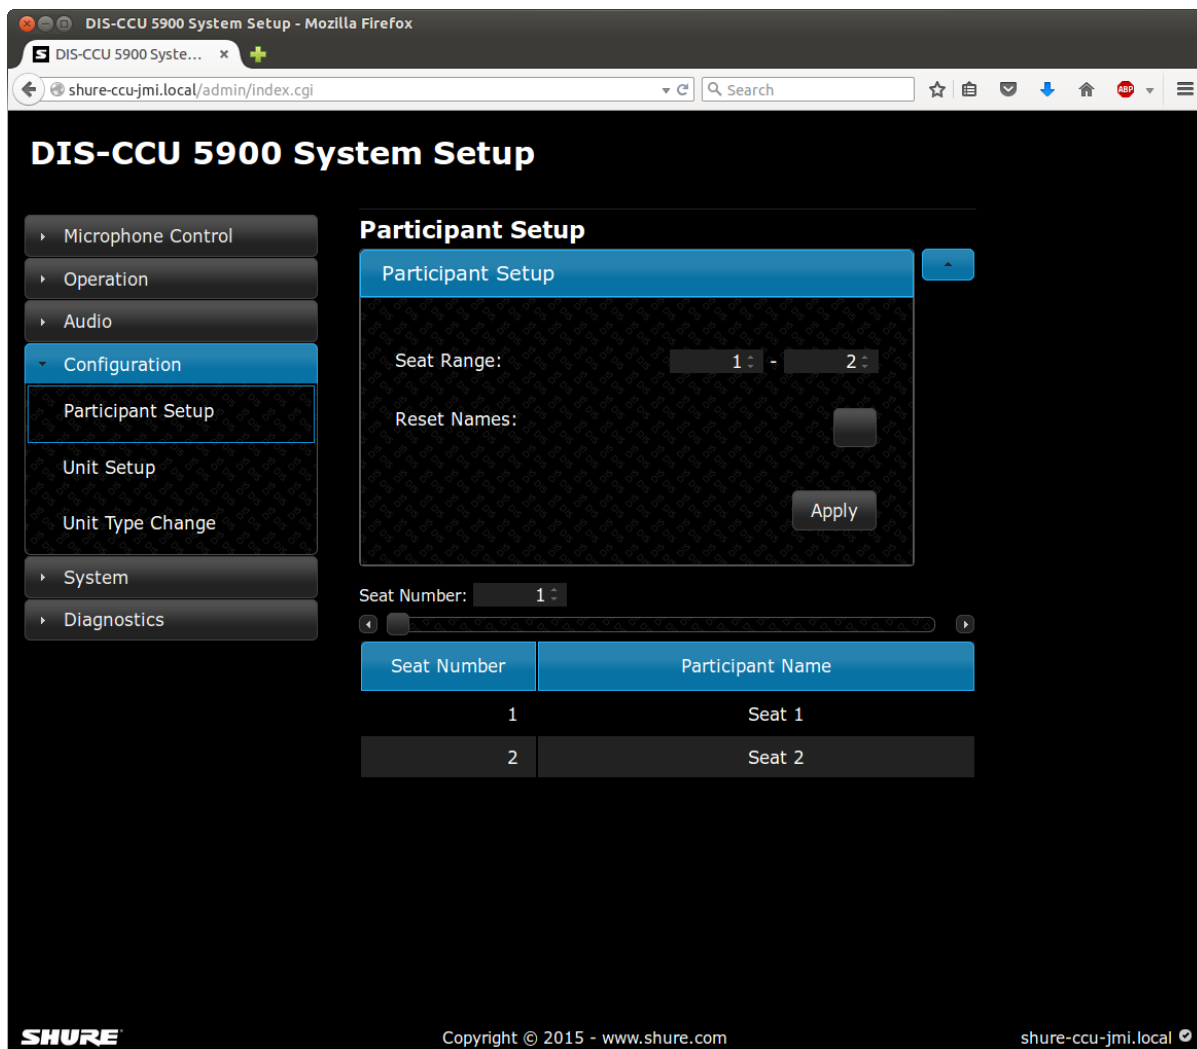 DIS-CCU 5900 System Setup - Mozilla Firefox
S DIS-CCU 5900 Syste... ×
shure-ccu-jmi.local/admin/index.cgi
Search
ABP
DIS-CCU 5900 System Setup
Microphone Control
Operation
Audio
Configuration
Participant Setup
Unit Setup
Unit Type Change
System
Diagnostics
Participant Setup
Participant Setup
Seat Range: 1 - 2
Reset Names:
Apply
Seat Number: 1
Seat Number Participant Name
1 Seat 1
2 Seat 2
SHURE Copyright © 2015 - www.shure.com shure-ccu-jmi.local